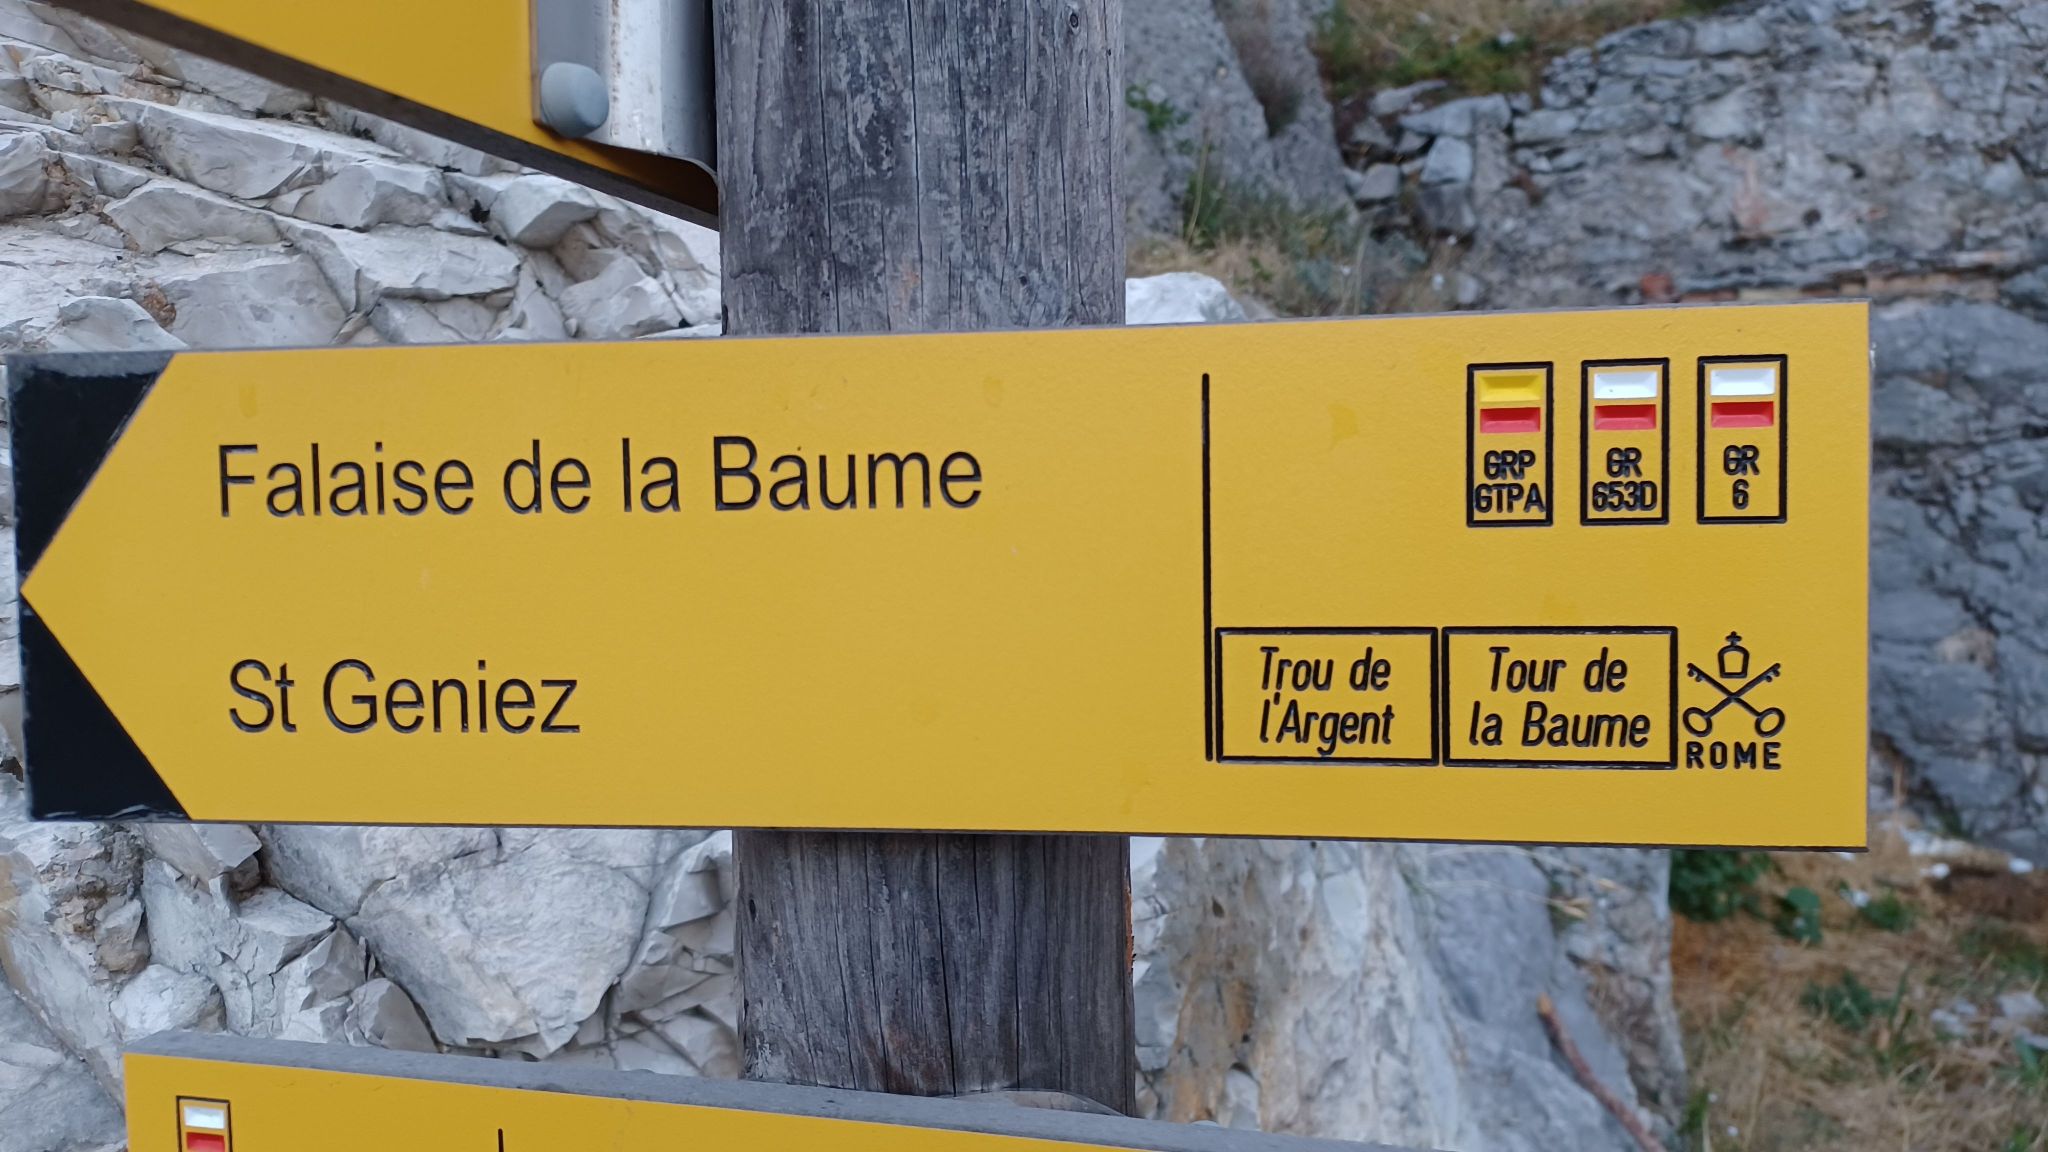 Falaise de la Baume
St Geniez
GRP
GTPA
GR
653D
GR
6
Trou de
l'Argent
Tour de
la Baume
ROME